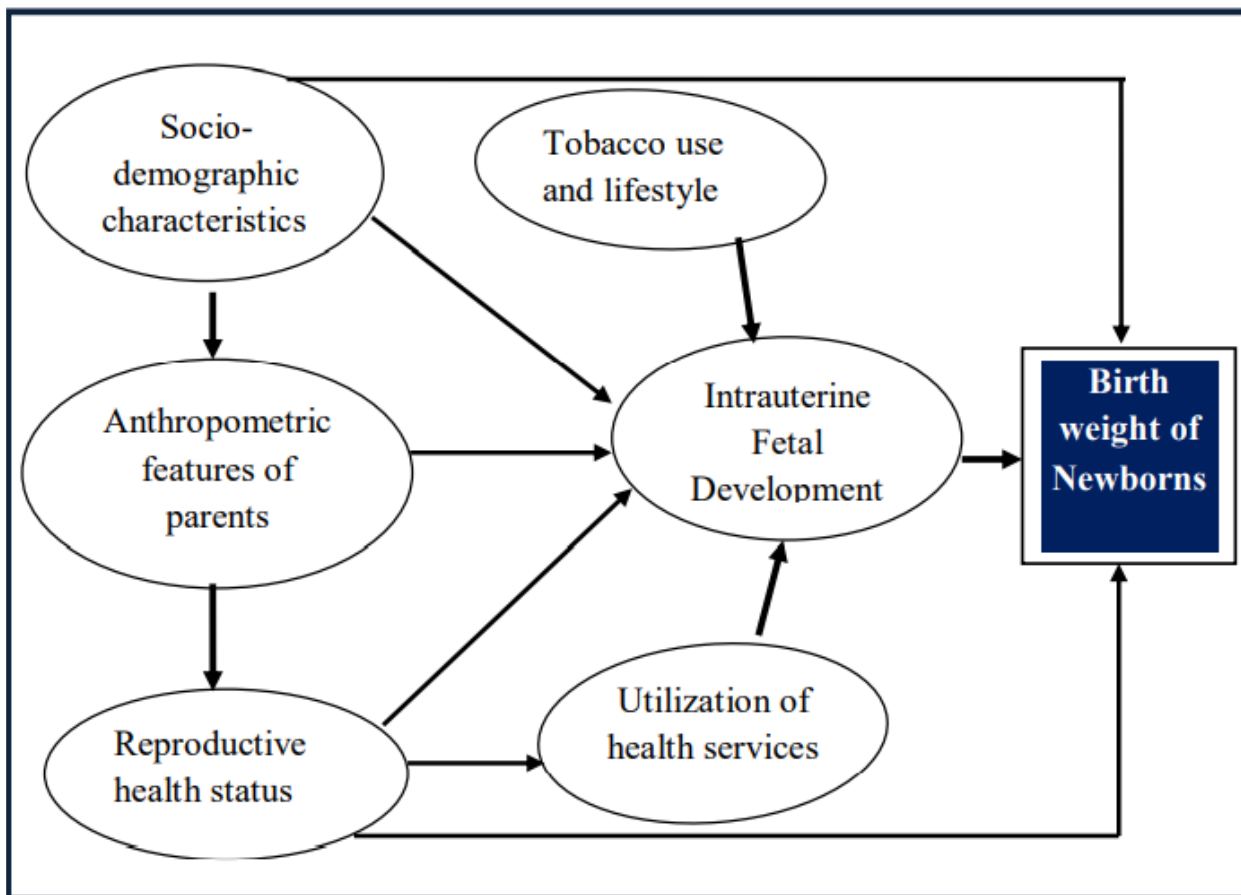 Socio-
demographic
characteristics
Tobacco use
and lifestyle
Anthropometric
features of
parents
Intrauterine
Fetal
Development
Birth
weight of
Newborns
Reproductive
health status
Utilization of
health services